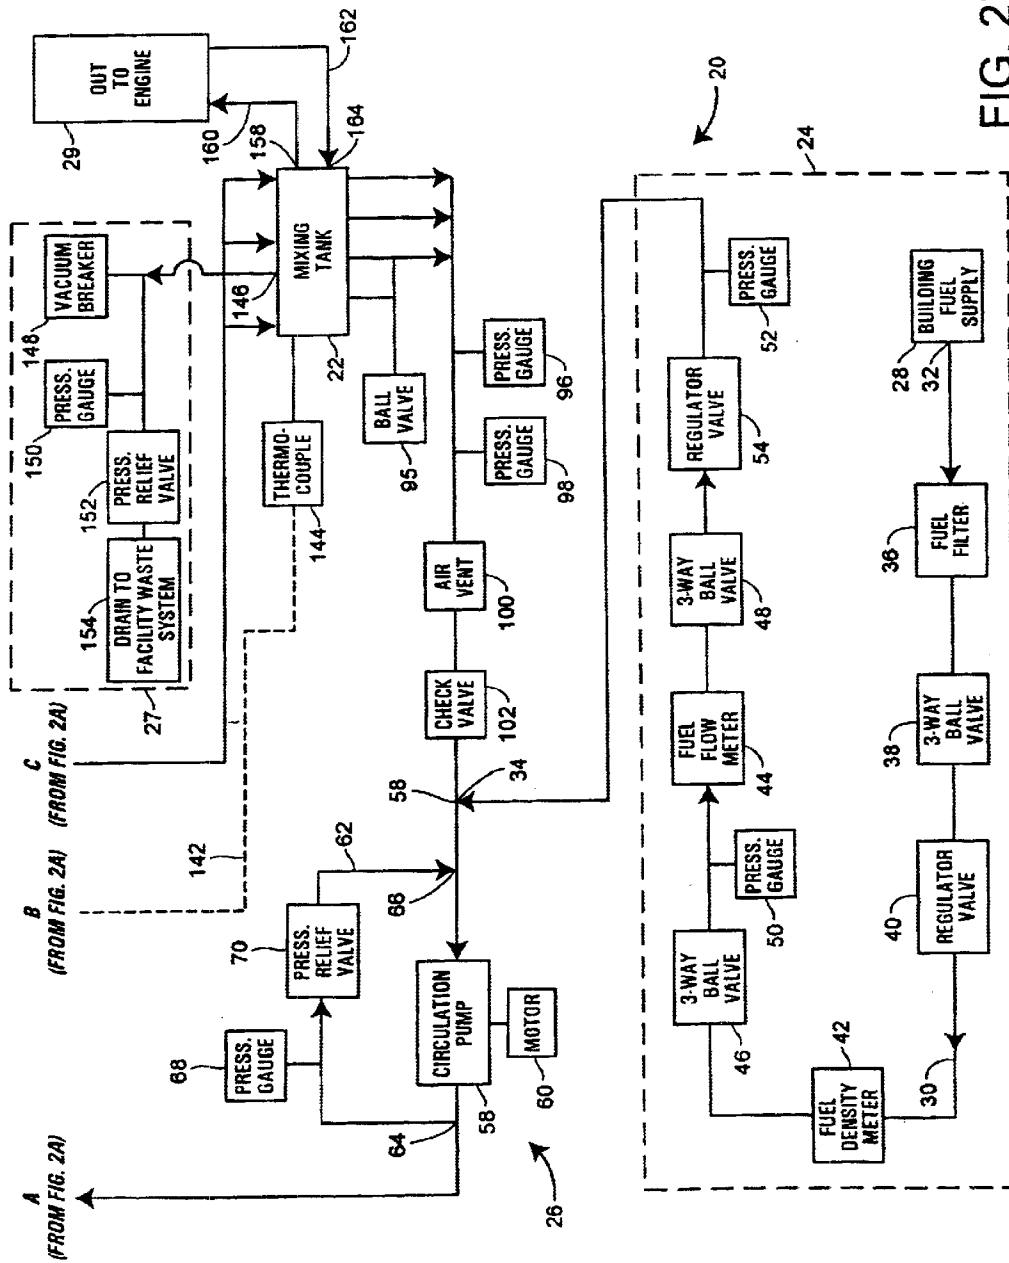 A
(FROM FIG. 2A)
B
(FROM FIG. 2A)
C
(FROM FIG. 2A)
27
154
DRAIN TO
FACILITY WASTE
SYSTEM
152
PRESS.
RELIEF
VALVE
150
PRESS.
GAUGE
148
VACUUM
BREAKER
29
OUT
TO
ENGINE
160
162
158
164
146
MIXING
TANK
22
142
THERMO-
COUPLE
144
BALL
VALVE
95
68
PRESS.
GAUGE
70
PRESS.
RELIEF
VALVE
62
66
64
CIRCULATION
PUMP
58
MOTOR
60
26
58
34
CHECK
VALVE
102
AIR
VENT
100
PRESS.
GAUGE
98
PRESS.
GAUGE
96
20
24
3-WAY
BALL
VALVE
46
PRESS.
GAUGE
50
FUEL
FLOW
METER
44
3-WAY
BALL
VALVE
48
REGULATOR
VALVE
54
PRESS.
GAUGE
52
42
FUEL
DENSITY
METER
30
40
REGULATOR
VALVE
38
3-WAY
BALL
VALVE
36
FUEL
FILTER
28
32
BUILDING
FUEL
SUPPLY
FIG. 2